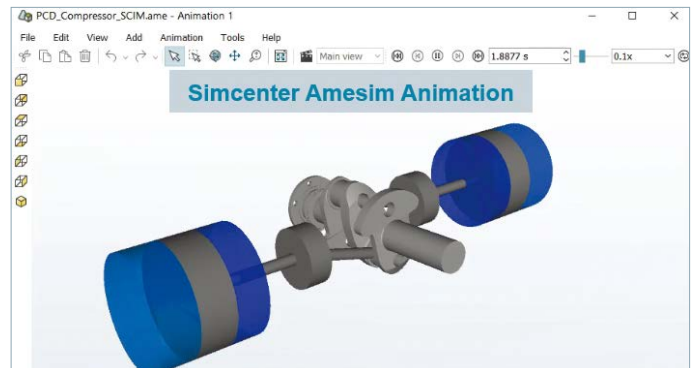 PCD_Compressor_SCIM.ame - Animation 1
File Edit View Add Animation Tools Help
Main view 1.8877 s 0.1x
Simcenter Amesim Animation